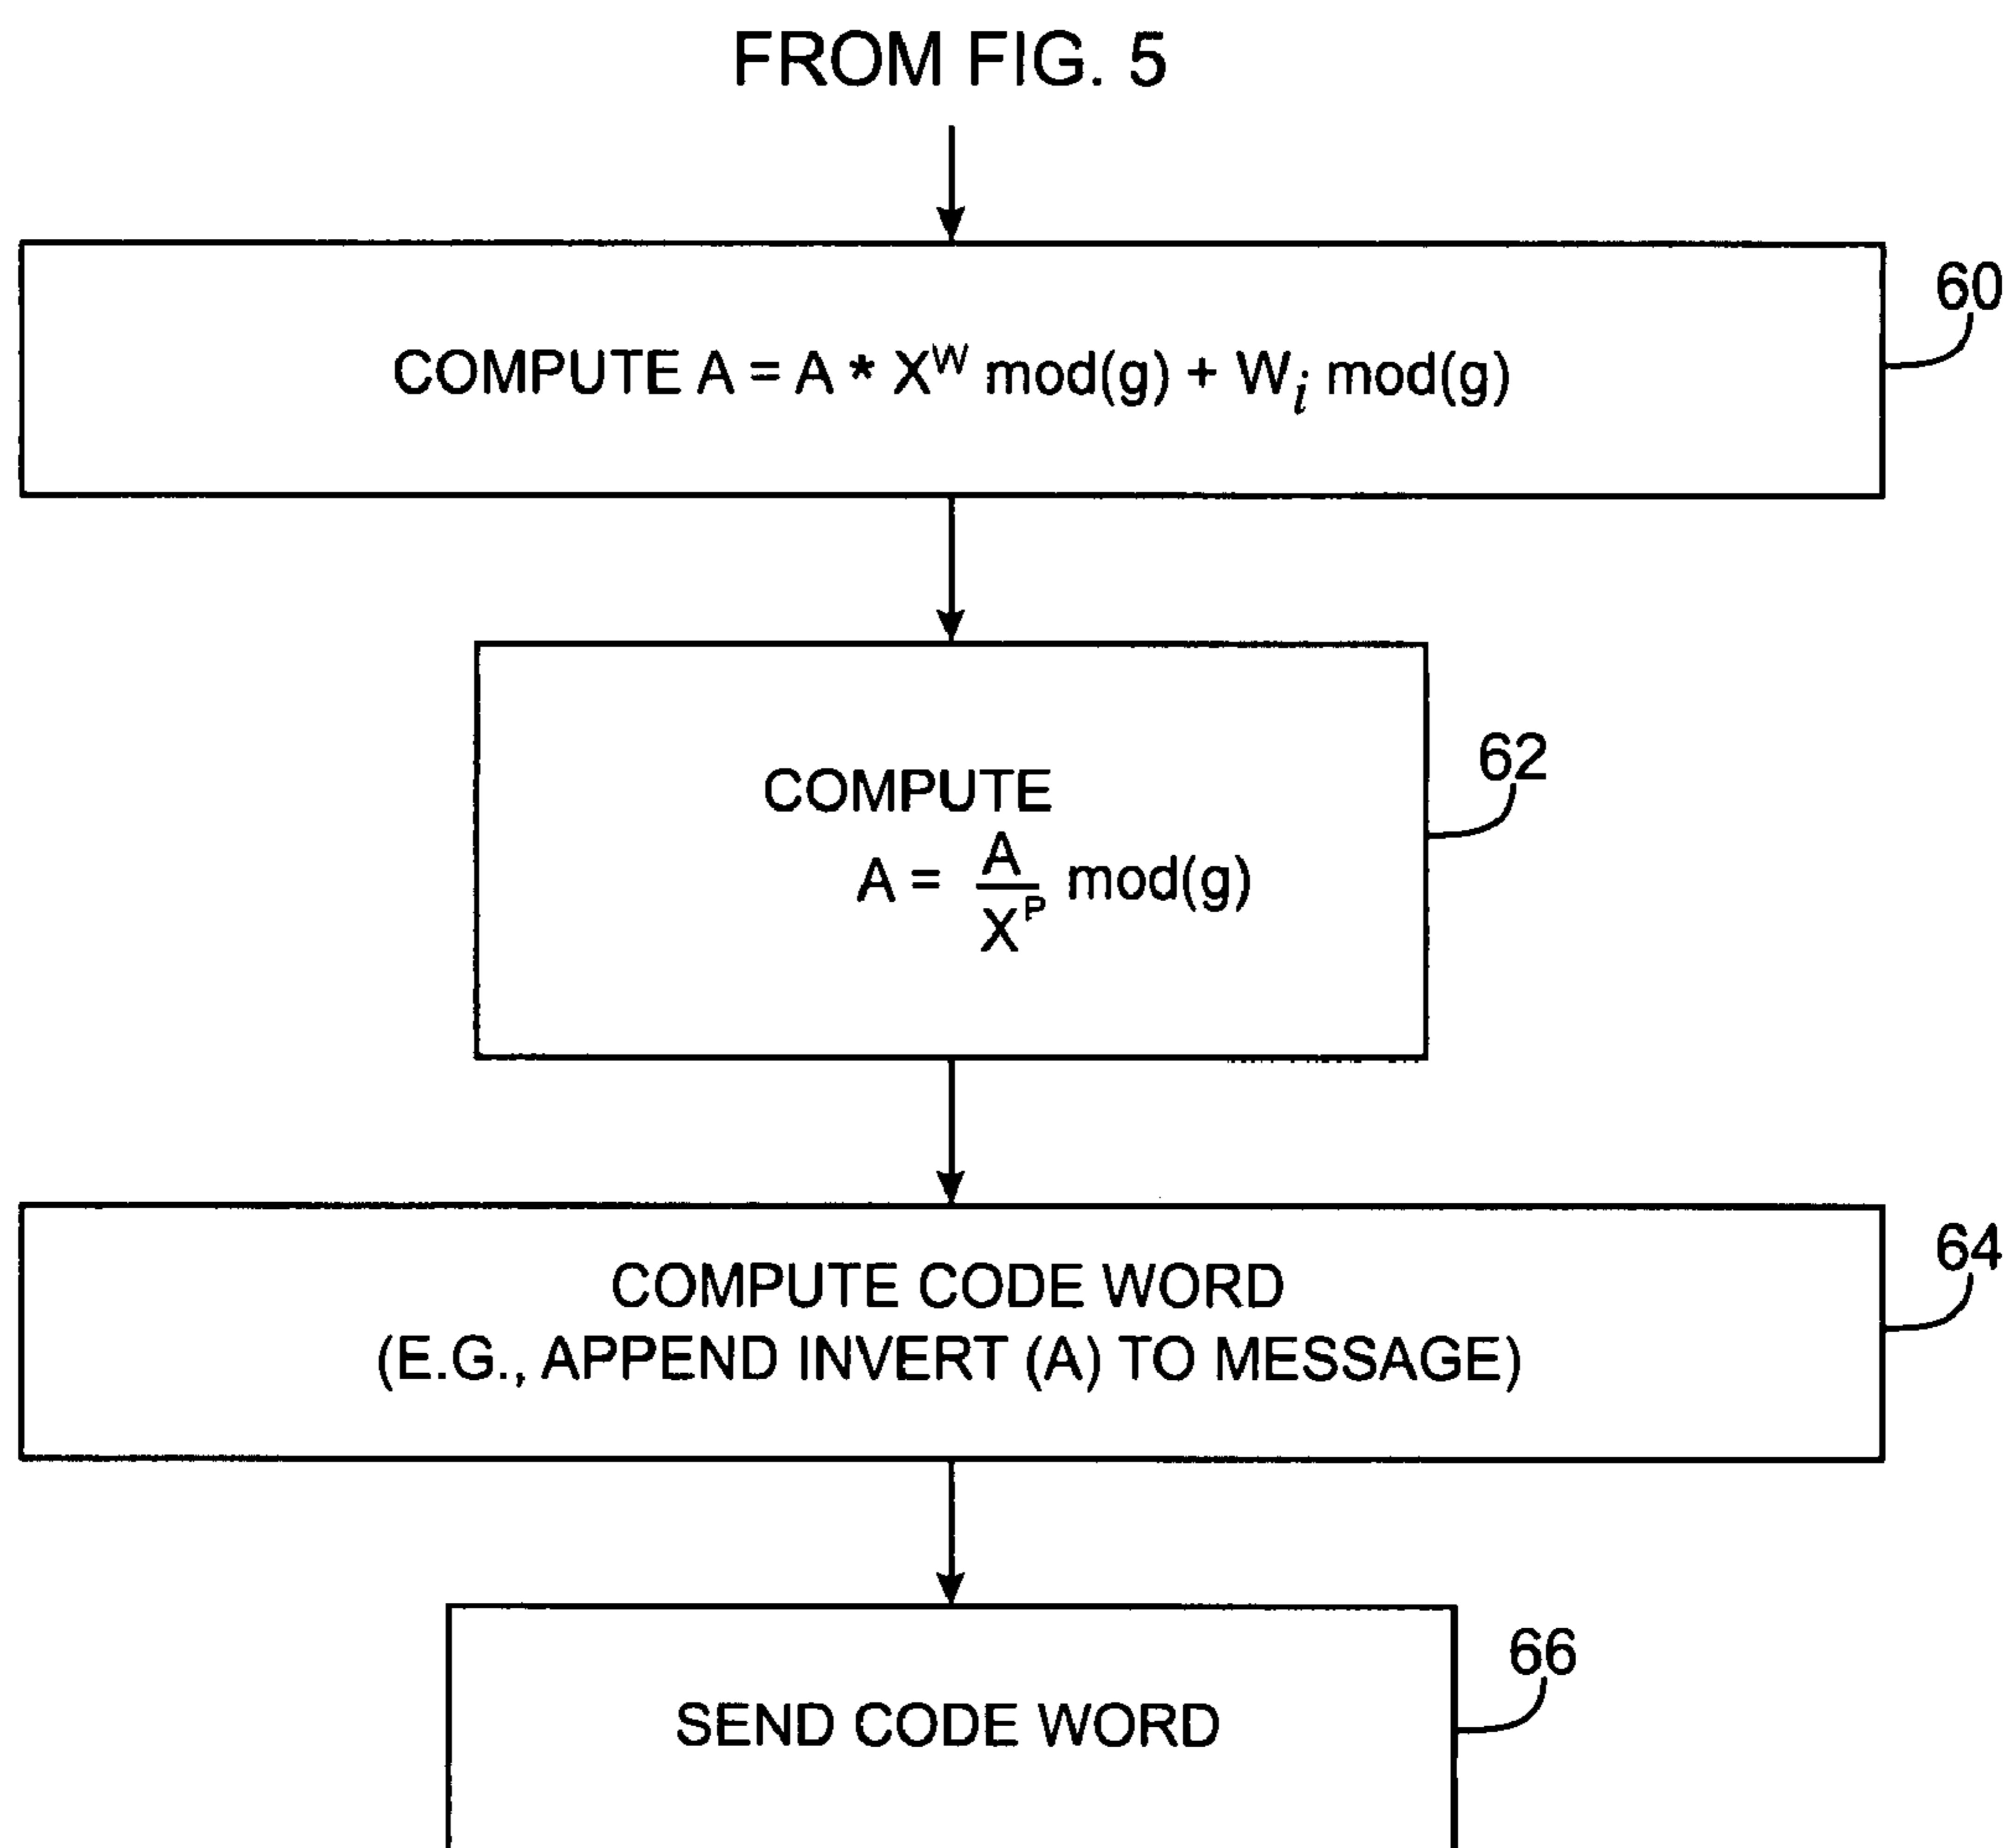 FROM FIG. 5
60
COMPUTE A = A * X^W mod(g) + W_i mod(g)
62
COMPUTE
A = A/X^P mod(g)
64
COMPUTE CODE WORD
(E.G., APPEND INVERT (A) TO MESSAGE)
66
SEND CODE WORD